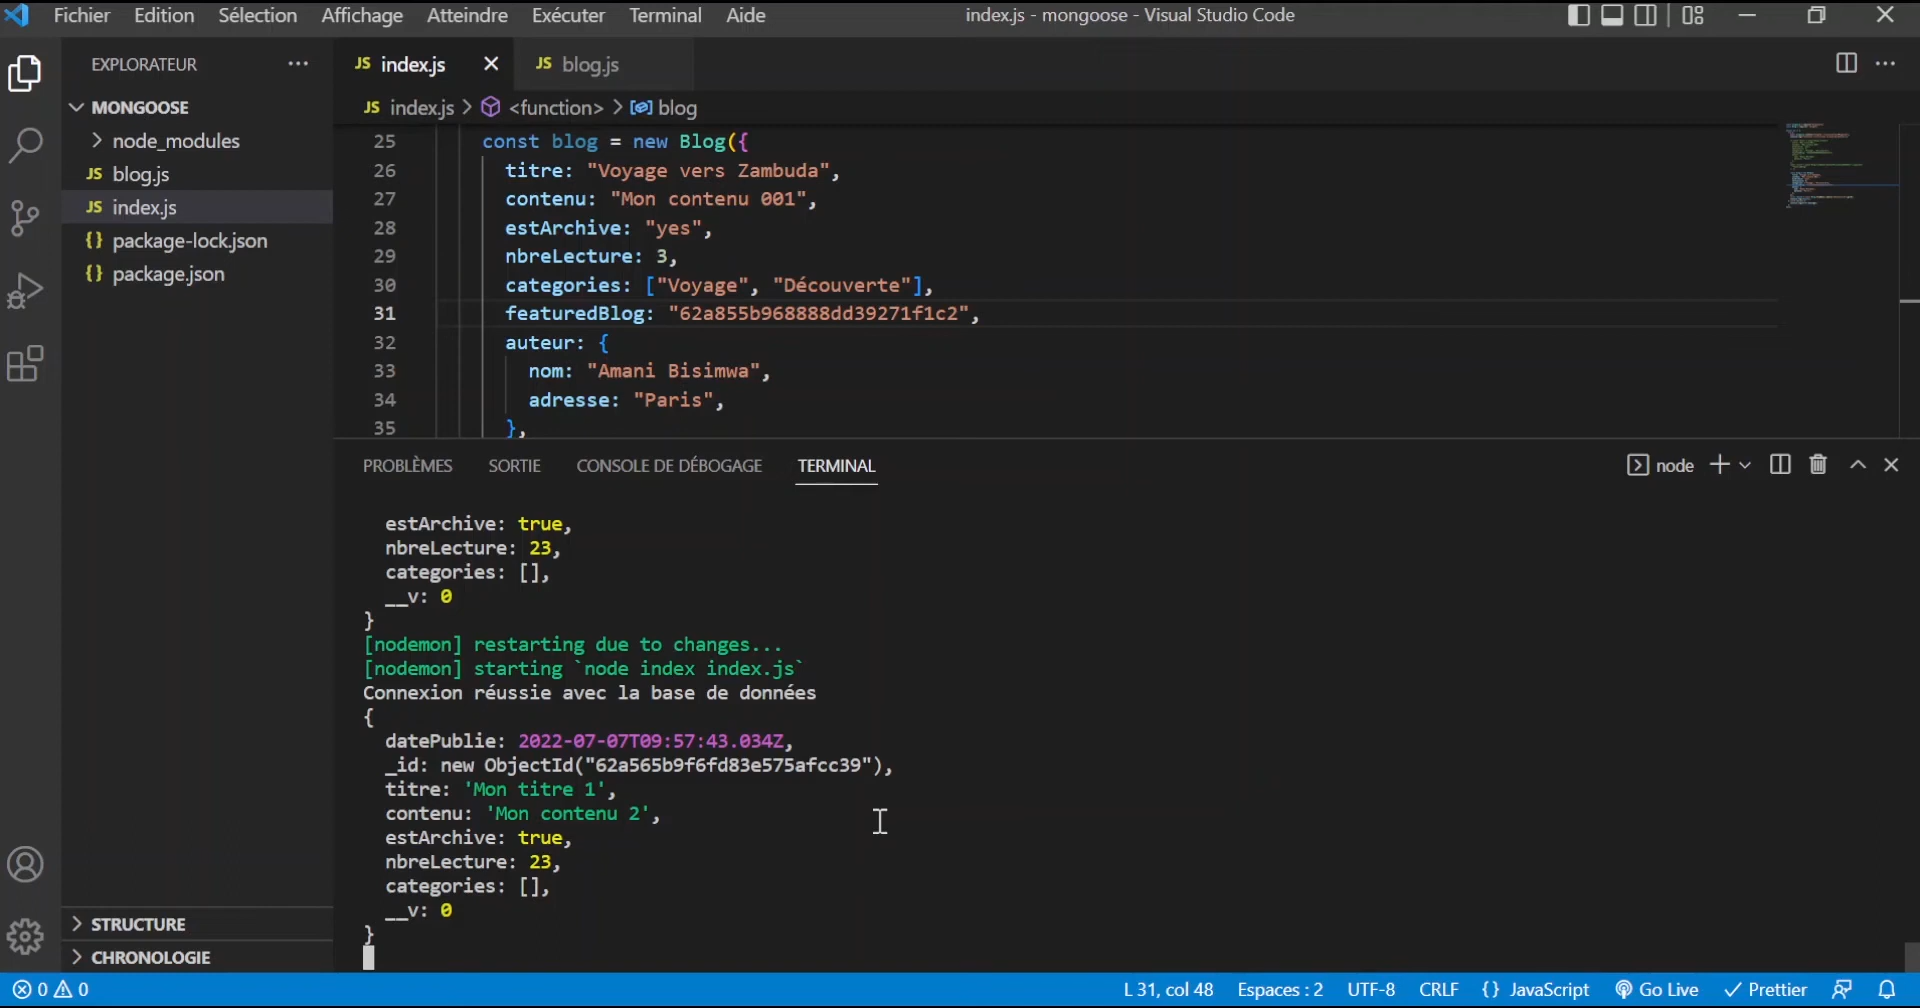 Fichier Edition Sélection Affichage Atteindre Exécuter Terminal Aide index.js - mongoose - Visual Studio Code
EXPLORATEUR
MONGOOSE
node_modules
JS blog.js
JS index.js
{} package-lock.json
{} package.json
STRUCTURE
CHRONOLOGIE
JS index.js JS blog.js
JS index.js > <function> > blog
25 const blog = new Blog({
26 titre: "Voyage vers Zambuda",
27 contenu: "Mon contenu 001",
28 estArchive: "yes",
29 nbreLecture: 3,
30 categories: ["Voyage", "Découverte"],
31 featuredBlog: "62a855b968888dd39271f1c2",
32 auteur: {
33 nom: "Amani Bisimwa",
34 adresse: "Paris",
35 },
PROBLÈMES SORTIE CONSOLE DE DÉBOGAGE TERMINAL node
estArchive: true,
nbreLecture: 23,
categories: [],
__v: 0
}
[nodemon] restarting due to changes...
[nodemon] starting `node index index.js`
Connexion réussie avec la base de données
{
datePublie: 2022-07-07T09:57:43.034Z,
_id: new ObjectId("62a565b9f6fd83e575afcc39"),
titre: 'Mon titre 1',
contenu: 'Mon contenu 2',
estArchive: true,
nbreLecture: 23,
categories: [],
__v: 0
}
0 0 L 31, col 48 Espaces : 2 UTF-8 CRLF {} JavaScript Go Live Prettier